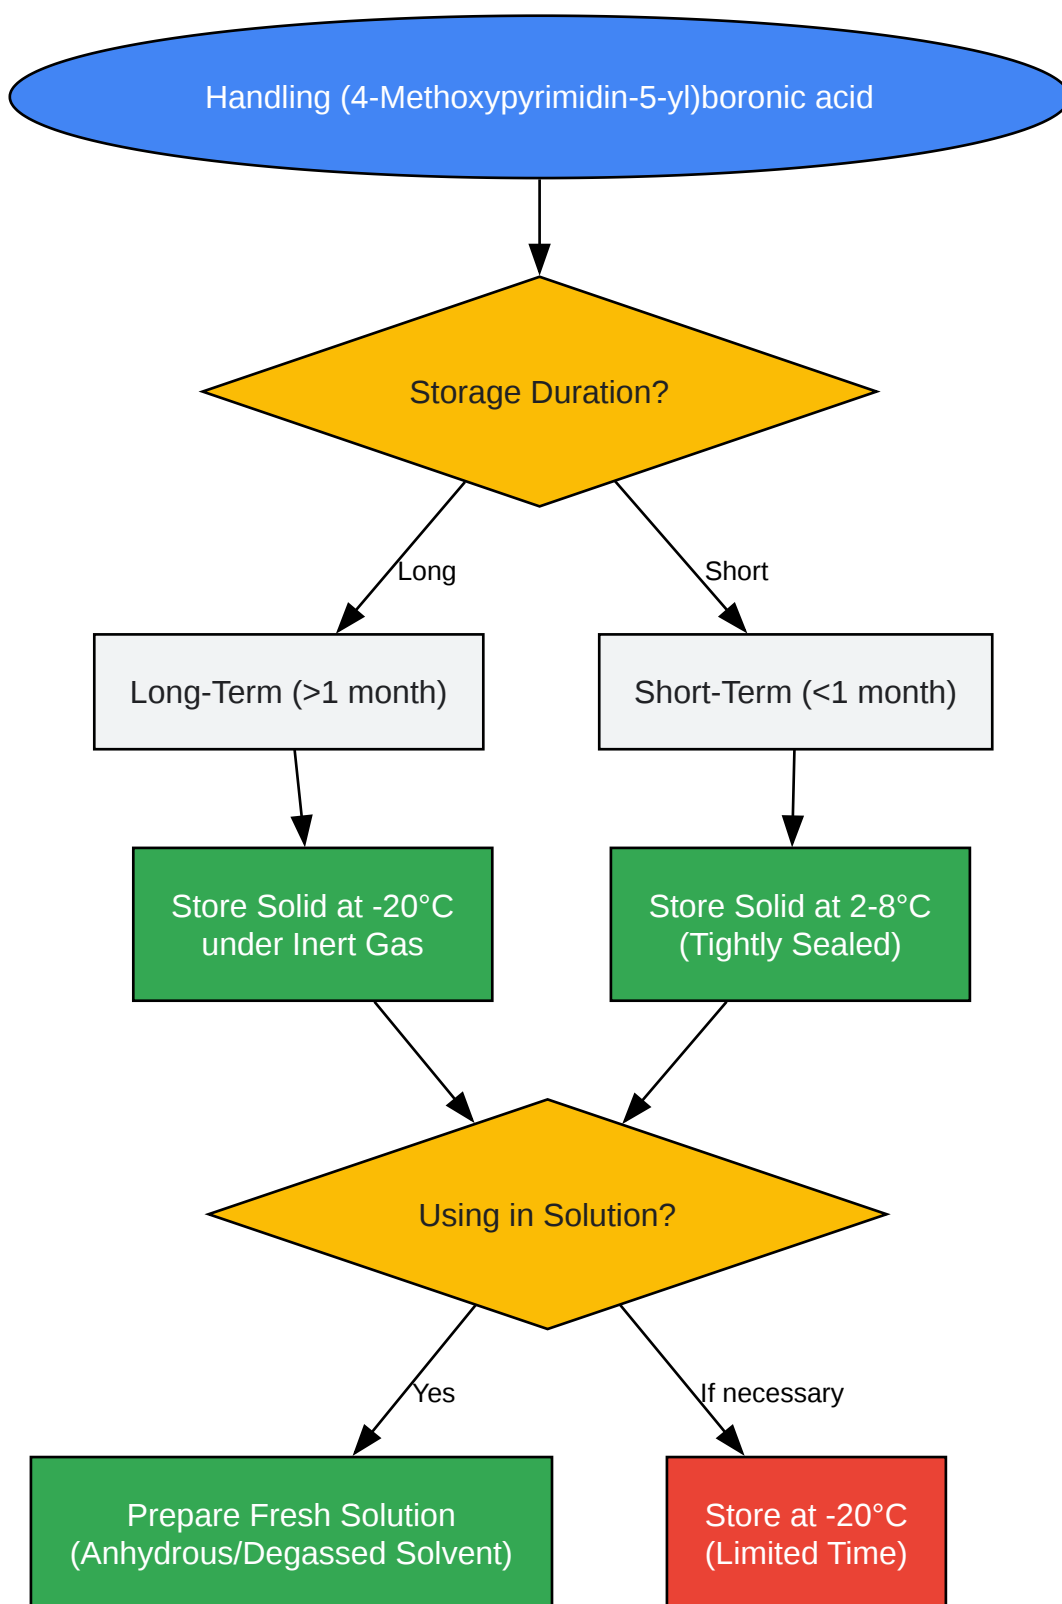 Handling (4-Methoxypyrimidin-5-yl)boronic acid
Storage Duration?
Long
Short
Long-Term (>1 month)
Short-Term (<1 month)
Store Solid at -20°C
under Inert Gas
Store Solid at 2-8°C
(Tightly Sealed)
Using in Solution?
Yes
If necessary
Prepare Fresh Solution
(Anhydrous/Degassed Solvent)
Store at -20°C
(Limited Time)